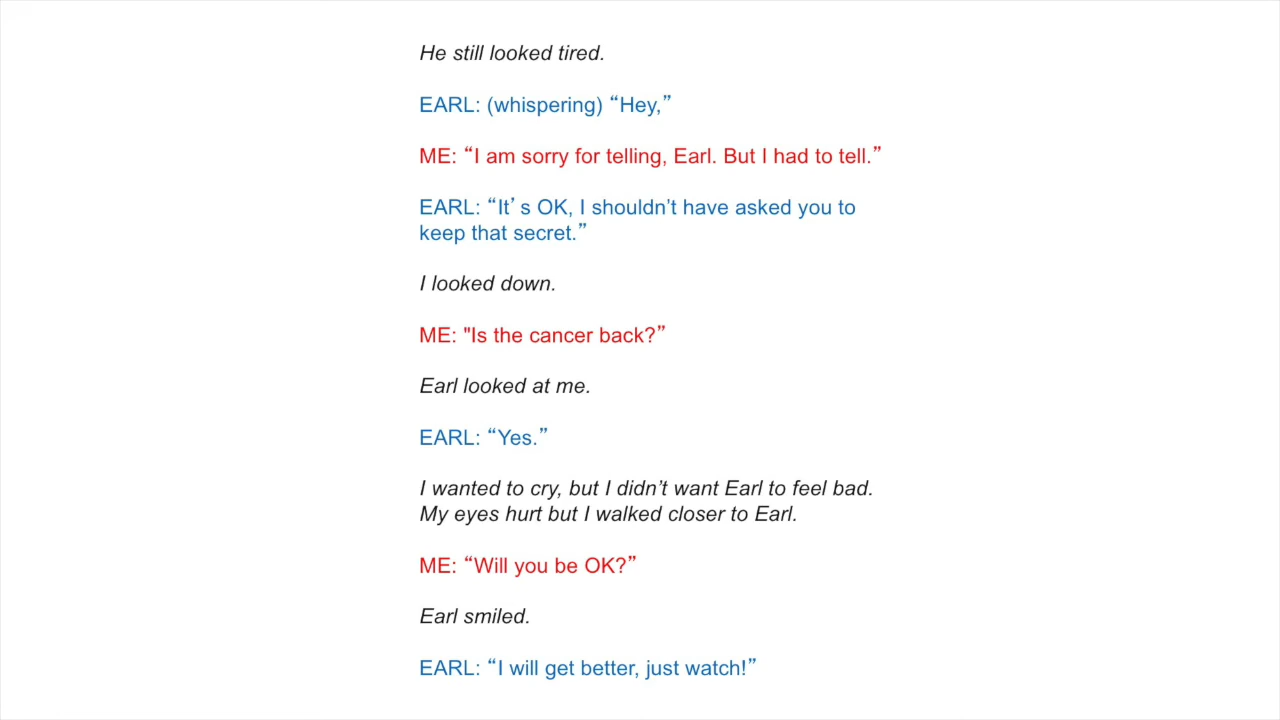 He still looked tired.
EARL: (whispering) “Hey,”
ME: “I am sorry for telling, Earl. But I had to tell.”
EARL: “It’s OK, I shouldn’t have asked you to
keep that secret.”
I looked down.
ME: "Is the cancer back?”
Earl looked at me.
EARL: “Yes.”
I wanted to cry, but I didn’t want Earl to feel bad.
My eyes hurt but I walked closer to Earl.
ME: “Will you be OK?”
Earl smiled.
EARL: “I will get better, just watch!”